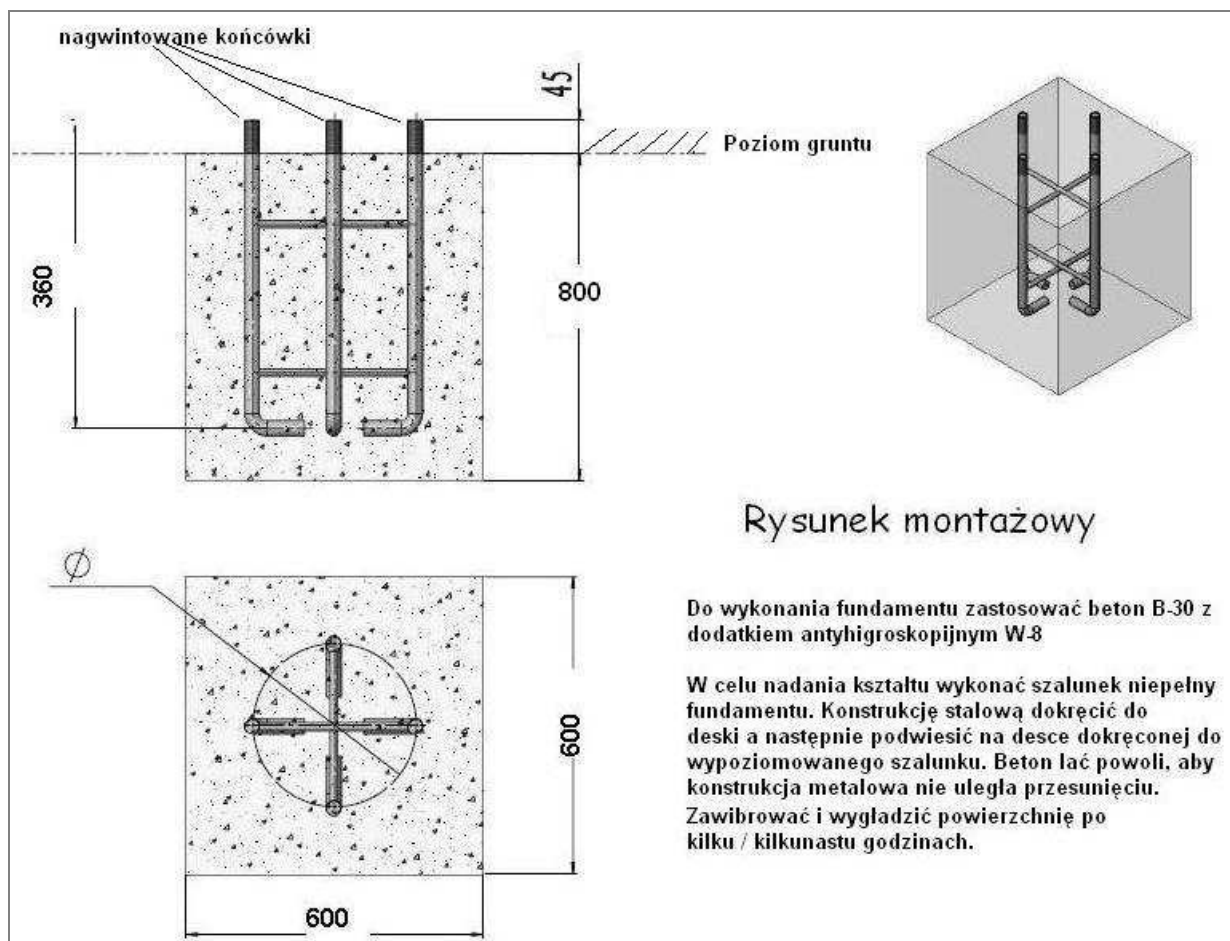 nagwintowane końcówki
45
Poziom gruntu
360
800
Rysunek montażowy
Ø
Do wykonania fundamentu zastosować beton B-30 z
dodatkiem antyhigroskopijnym W-8
W celu nadania kształtu wykonać szalunek niepełny
fundamentu. Konstrukcję stalową dokręcić do
deski a następnie podwiesić na desce dokręconej do
wypoziomowanego szalunku. Beton lać powoli, aby
konstrukcja metalowa nie uległa przesunięciu.
Zawibrować i wygładzić powierzchnię po
kilku / kilkunastu godzinach.
600
600